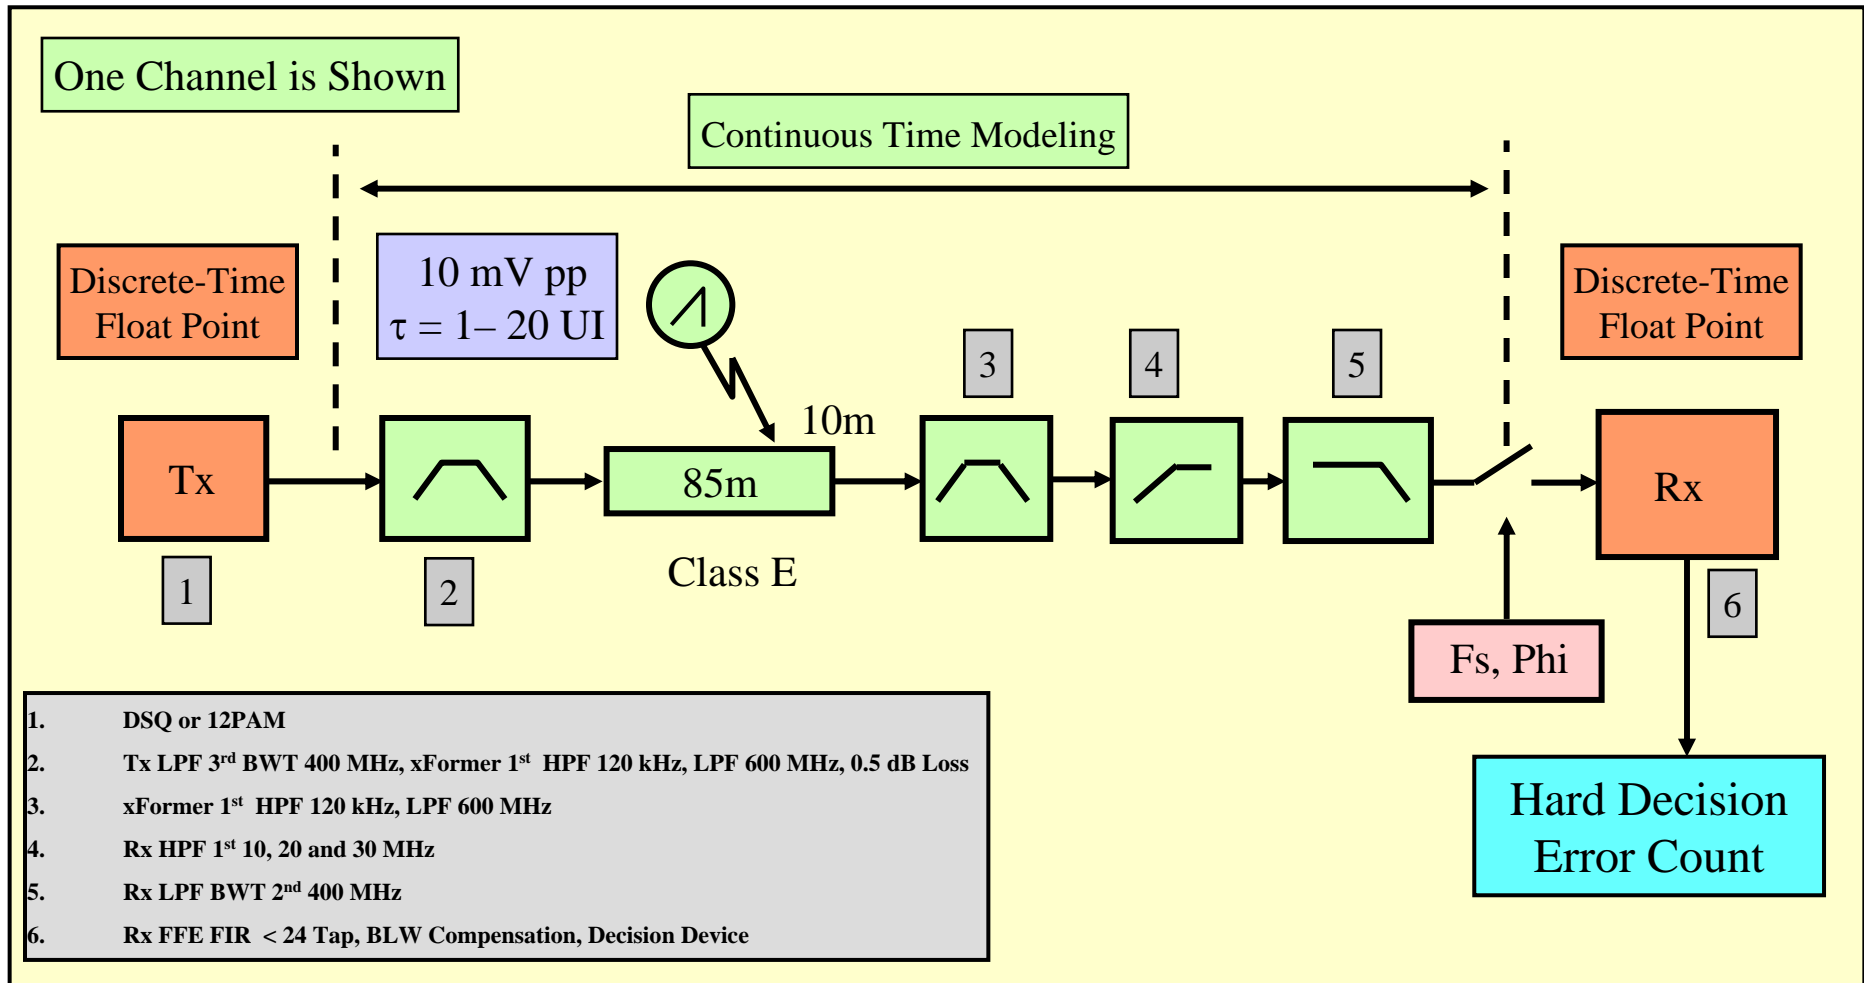 One Channel is Shown
Continuous Time Modeling
Discrete-Time
Float Point
10 mV pp
τ = 1– 20 UI
Discrete-Time
Float Point
3
4
5
10m
Tx
85m
Rx
Class E
1
2
6
Fs, Phi
Hard Decision
Error Count
1. DSQ or 12PAM
2. Tx LPF 3rd BWT 400 MHz, xFormer 1st HPF 120 kHz, LPF 600 MHz, 0.5 dB Loss
3. xFormer 1st HPF 120 kHz, LPF 600 MHz
4. Rx HPF 1st 10, 20 and 30 MHz
5. Rx LPF BWT 2nd 400 MHz
6. Rx FFE FIR < 24 Tap, BLW Compensation, Decision Device